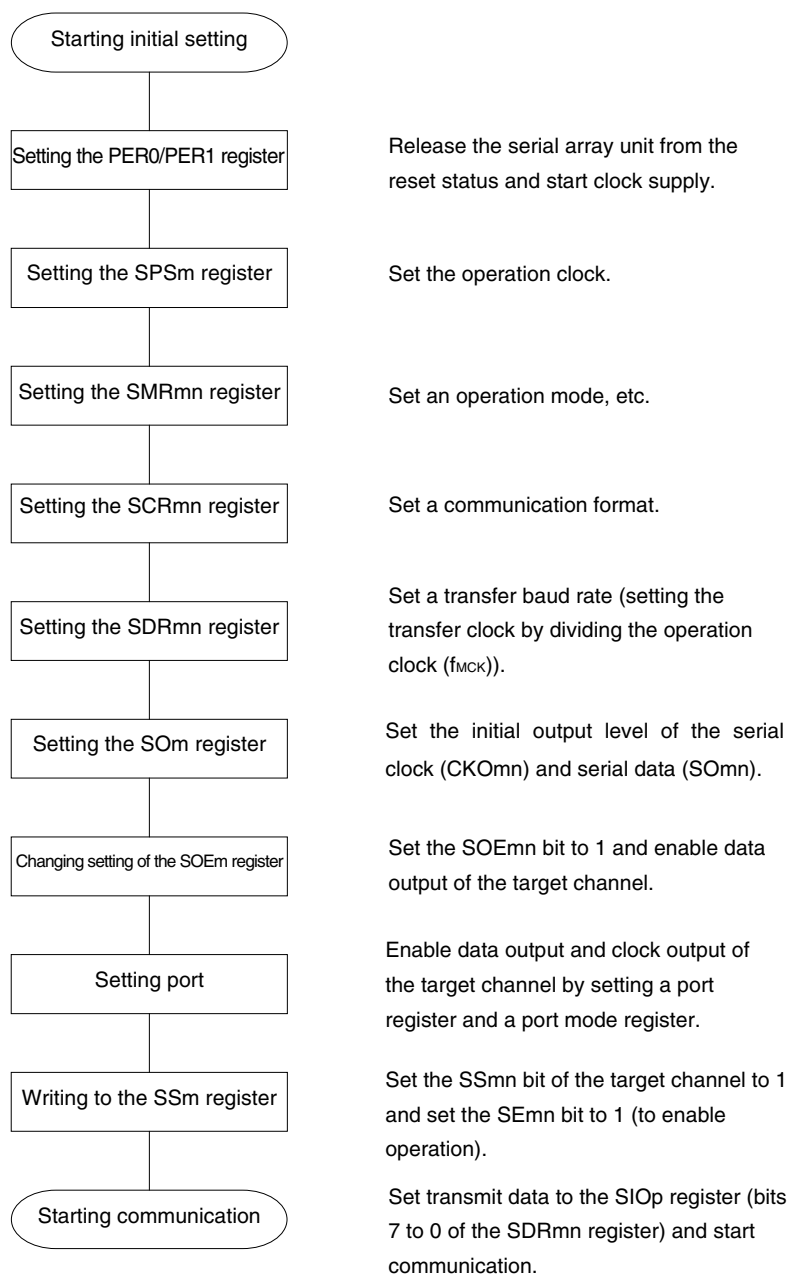 Starting initial setting
Setting the PER0/PER1 register
Release the serial array unit from the
reset status and start clock supply.
Setting the SPSm register
Set the operation clock.
Setting the SMRmn register
Set an operation mode, etc.
Setting the SCRmn register
Set a communication format.
Setting the SDRmn register
Set a transfer baud rate (setting the
transfer clock by dividing the operation
clock (fMCK)).
Setting the SOm register
Set the initial output level of the serial
clock (CKOmn) and serial data (SOmn).
Changing setting of the SOEm register
Set the SOEmn bit to 1 and enable data
output of the target channel.
Setting port
Enable data output and clock output of
the target channel by setting a port
register and a port mode register.
Writing to the SSm register
Set the SSmn bit of the target channel to 1
and set the SEmn bit to 1 (to enable
operation).
Starting communication
Set transmit data to the SIOp register (bits
7 to 0 of the SDRmn register) and start
communication.